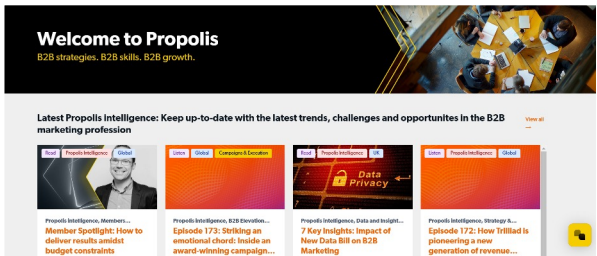 Welcome to Propolis
B2B strategies. B2B skills. B2B growth.
Latest Propolis Intelligence: Keep up-to-date with the latest trends, challenges and opportunites in the B2B
marketing profession
View all
Read Propolis Intelligence Global
Listen Global Campaigns & Execution
Read Propolis Intelligence UK
Listen Propolis Intelligence Global
Data
Privacy
Propolis Intelligence, Members...
Member Spotlight: How to
deliver results amidst
budget constraints
Propolis Intelligence, B2B Elevation...
Episode 173: Striking an
emotional chord: Inside an
award-winning campaign...
Propolis Intelligence, Data and Insight...
7 Key Insights: Impact of
New Data Bill on B2B
Marketing
Propolis Intelligence, Strategy &...
Episode 172: How Trilliad is
pioneering a new
generation of revenue...